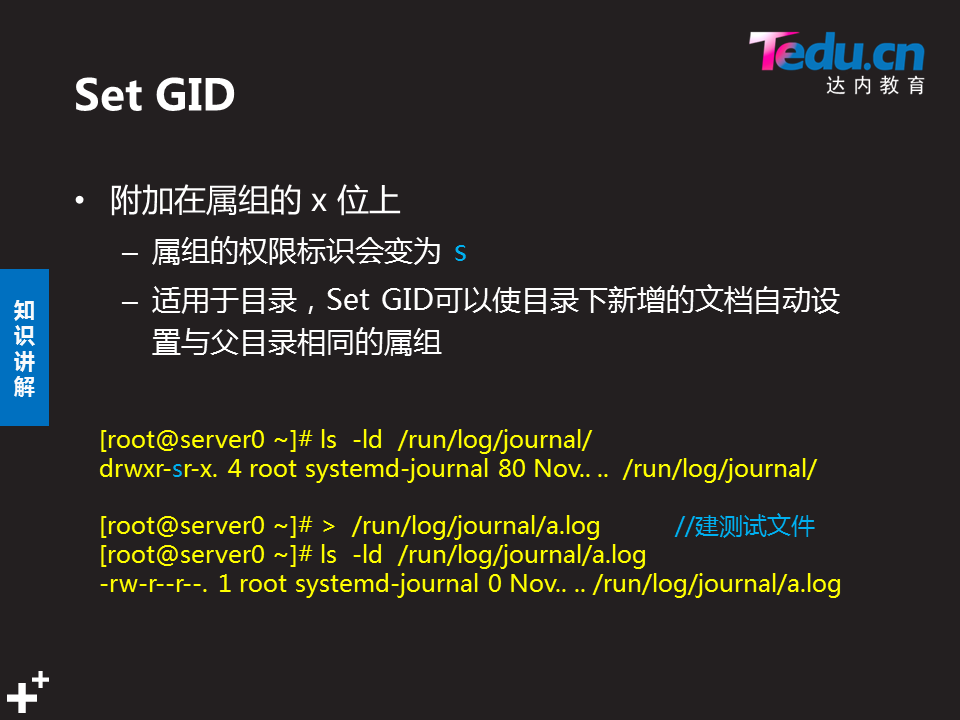 Tedu.cn
达内教育
Set GID
• 附加在属组的 x 位上
– 属组的权限标识会变为 s
– 适用于目录，Set GID可以使目录下新增的文档自动设
置与父目录相同的属组
知
识
讲
解
[root@server0 ~]# ls -ld /run/log/journal/
drwxr-sr-x. 4 root systemd-journal 80 Nov.. .. /run/log/journal/
[root@server0 ~]# > /run/log/journal/a.log //建测试文件
[root@server0 ~]# ls -ld /run/log/journal/a.log
-rw-r--r--. 1 root systemd-journal 0 Nov.. .. /run/log/journal/a.log